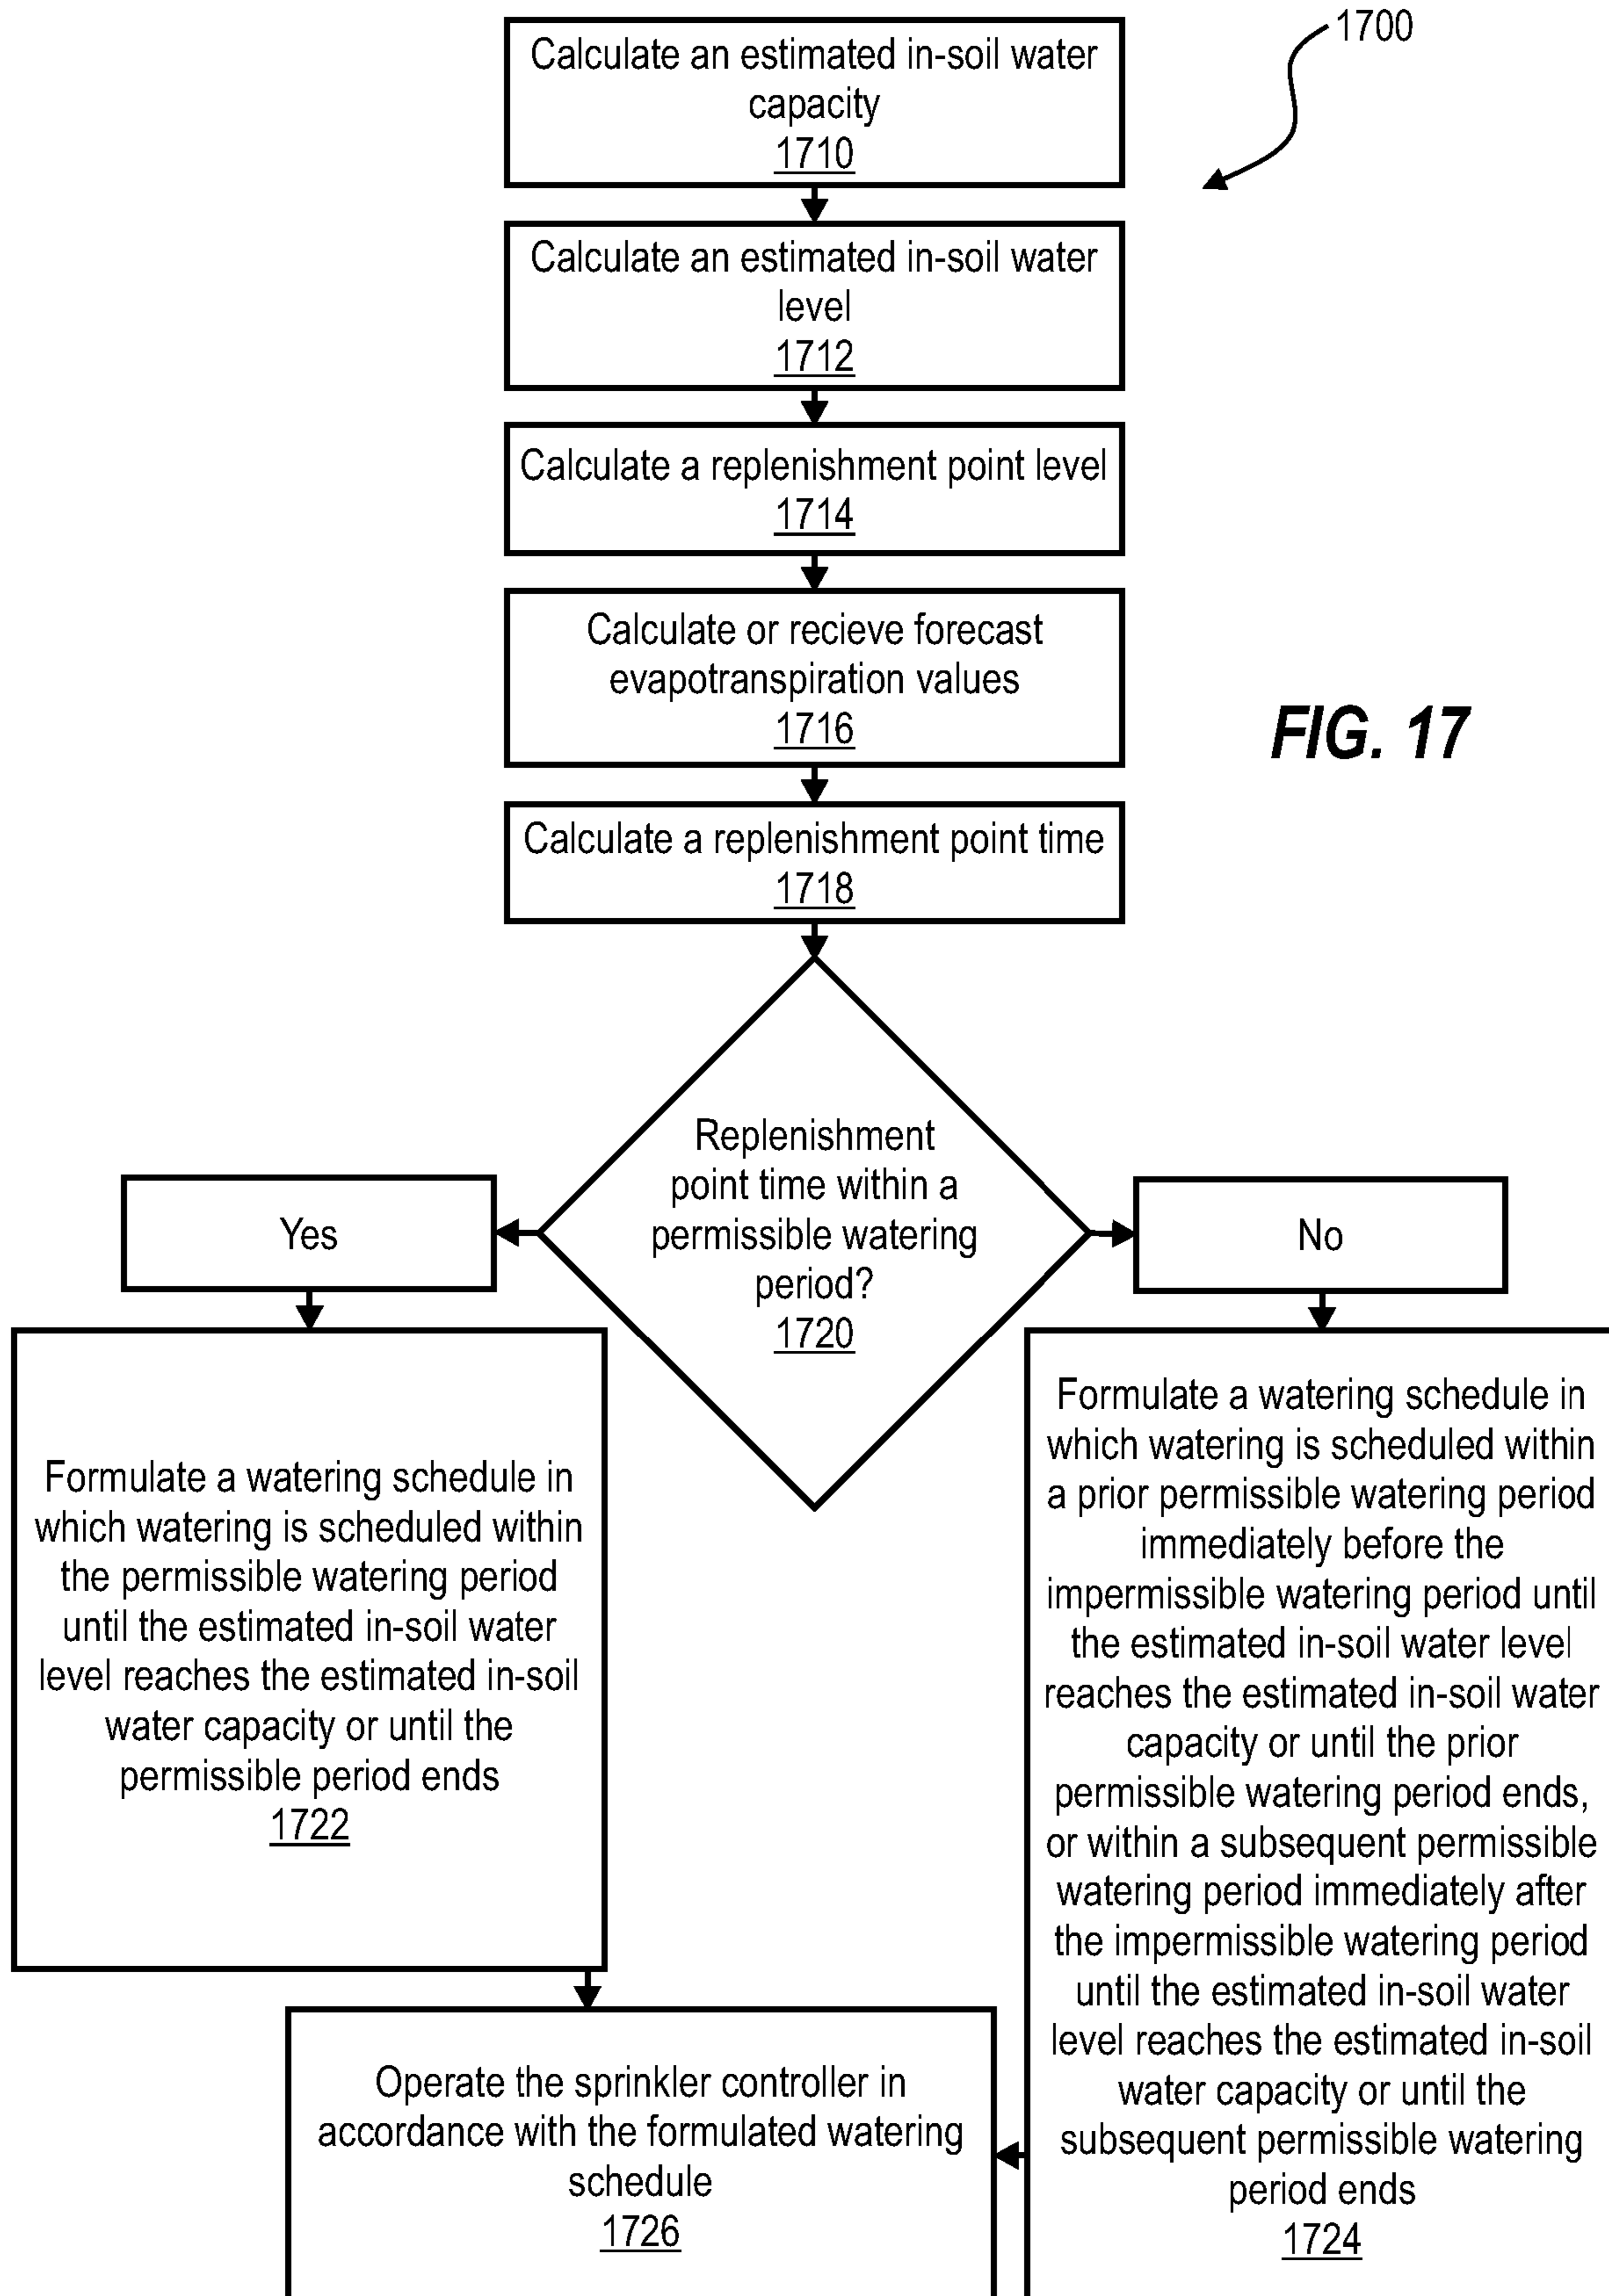 1700
Calculate an estimated in-soil water
capacity
1710
Calculate an estimated in-soil water
level
1712
Calculate a replenishment point level
1714
Calculate or recieve forecast
evapotranspiration values
1716
FIG. 17
Calculate a replenishment point time
1718
Replenishment
point time within a
permissible watering
period?
1720
Yes
No
Formulate a watering schedule in
which watering is scheduled within
the permissible watering period
until the estimated in-soil water
level reaches the estimated in-soil
water capacity or until the
permissible period ends
1722
Formulate a watering schedule in
which watering is scheduled within
a prior permissible watering period
immediately before the
impermissible watering period until
the estimated in-soil water level
reaches the estimated in-soil water
capacity or until the prior
permissible watering period ends,
or within a subsequent permissible
watering period immediately after
the impermissible watering period
until the estimated in-soil water
level reaches the estimated in-soil
water capacity or until the
subsequent permissible watering
period ends
1724
Operate the sprinkler controller in
accordance with the formulated watering
schedule
1726